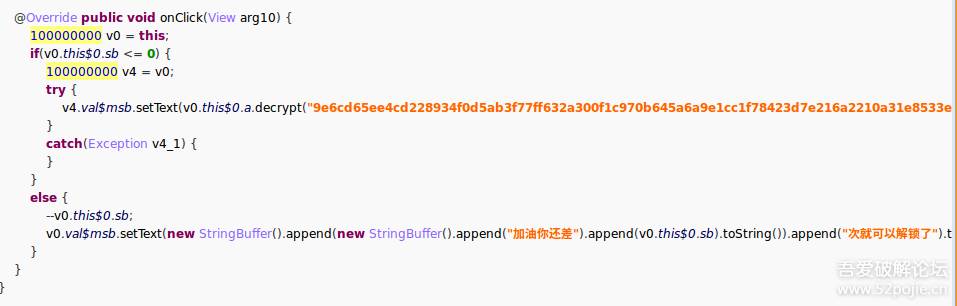 @Override public void onClick(View arg10) {
100000000 v0 = this;
if(v0.this$0.sb <= 0) {
100000000 v4 = v0;
try {
v4.val$msb.setText(v0.this$0.a.decrypt("9e6cd65ee4cd228934f0d5ab3f77ff632a300f1c970b645a6a9e1cc1f78423d7e216a2210a31e8533e
}
catch(Exception v4_1) {
}
}
else {
--v0.this$0.sb;
v0.val$msb.setText(new StringBuffer().append(new StringBuffer().append("加油你还差").append(v0.this$0.sb).toString()).append("次就可以解锁了").t
}
}
}
吾爱破解论坛
www.52pojie.cn